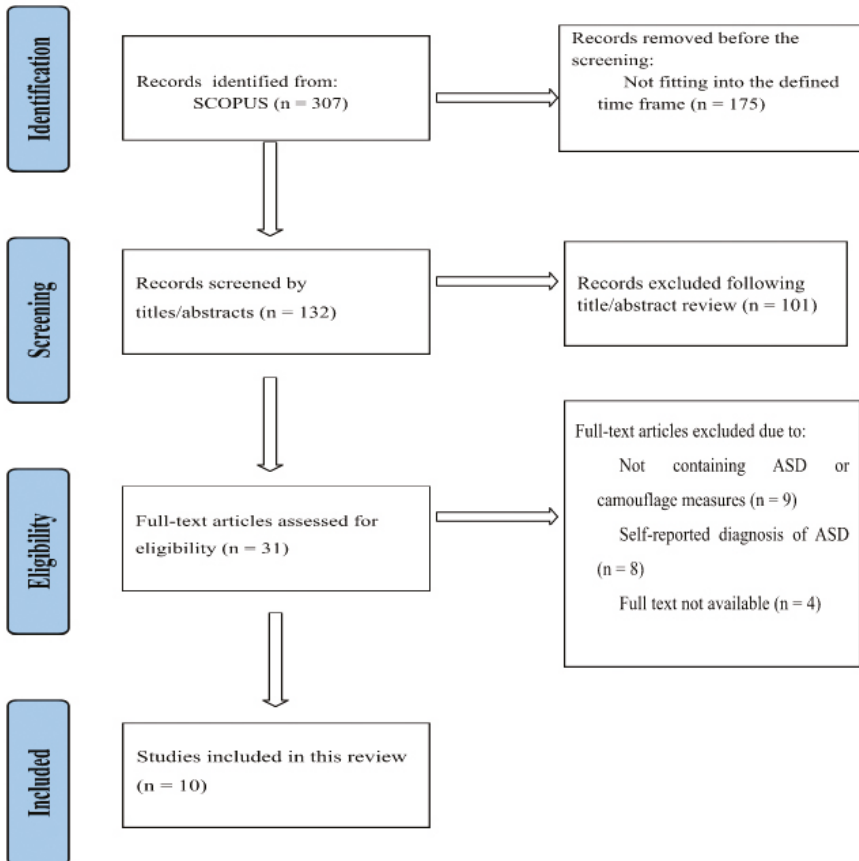 Identification
Records identified from:
SCOPUS (n = 307)
Records removed before the
screening:
Not fitting into the defined
time frame (n = 175)
Screening
Records screened by
titles/abstracts (n = 132)
Records excluded following
title/abstract review (n = 101)
Eligibility
Full-text articles assessed for
eligibility (n = 31)
Full-text articles excluded due to:
Not containing ASD or
camouflage measures (n = 9)
Self-reported diagnosis of ASD
(n = 8)
Full text not available (n = 4)
Included
Studies included in this review
(n = 10)